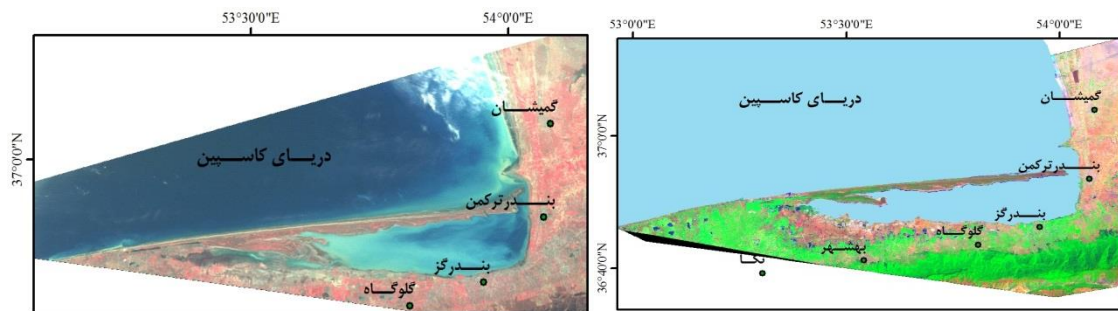 53°30'0"E
54°0'0"E
37°0'0"N
دریای کاسپین
گمیشان
بندرترکمن
بندرگز
گلوگاه
53°0'0"E
53°30'0"E
54°0'0"E
37°0'0"N
36°40'0"N
دریای کاسپین
گمیشان
بندرترکمن
بندرگز
گلوگاه
بهشهر
نکا